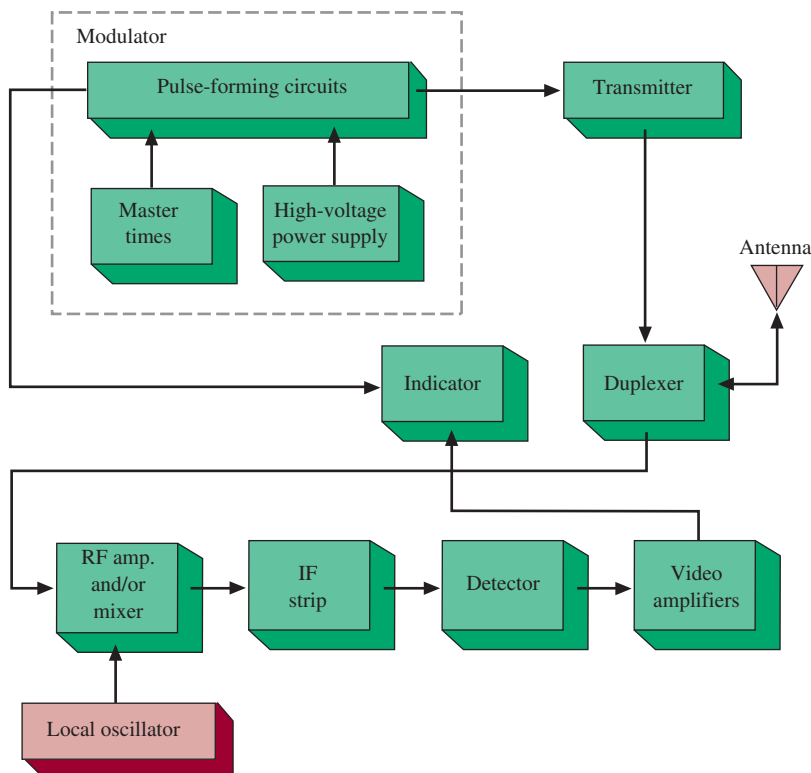 Modulator
Pulse-forming circuits
Transmitter
Master
times
High-voltage
power supply
Antenna
Indicator
Duplexer
RF amp.
and/or
mixer
IF
strip
Detector
Video
amplifiers
Local oscillator